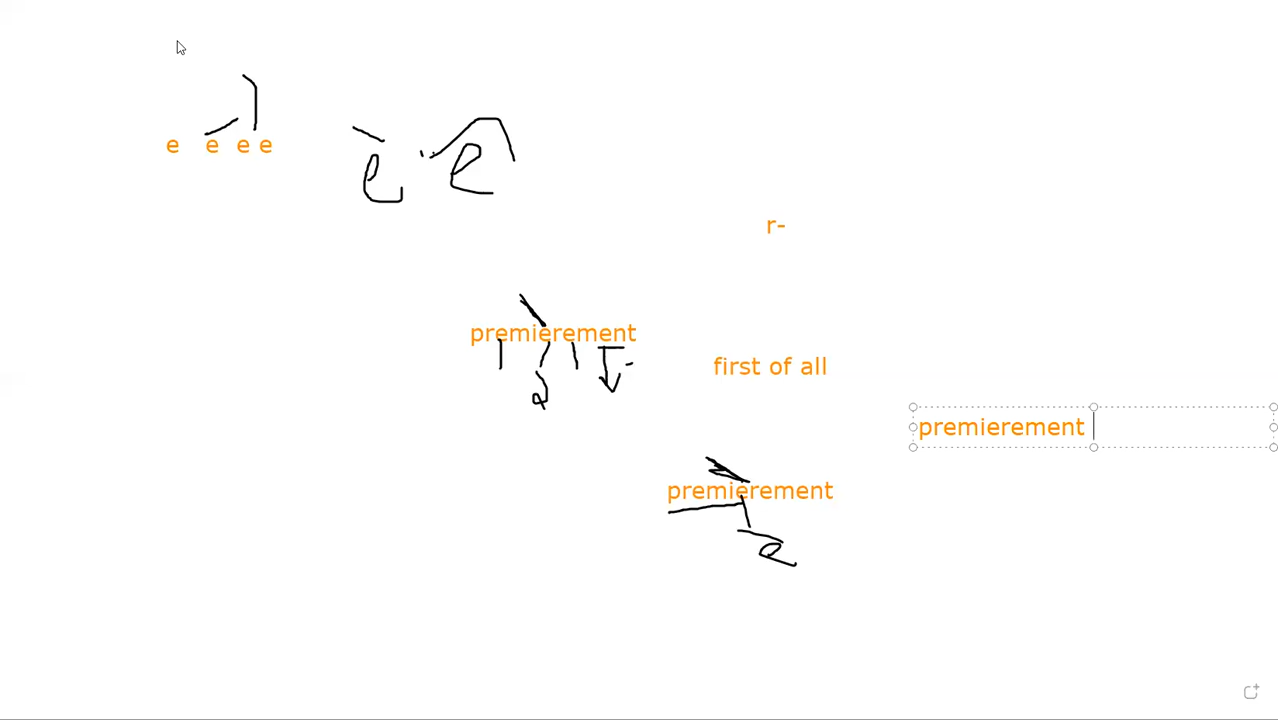 e e e e
è ê
r-
premierement
first of all
premierement
premierement